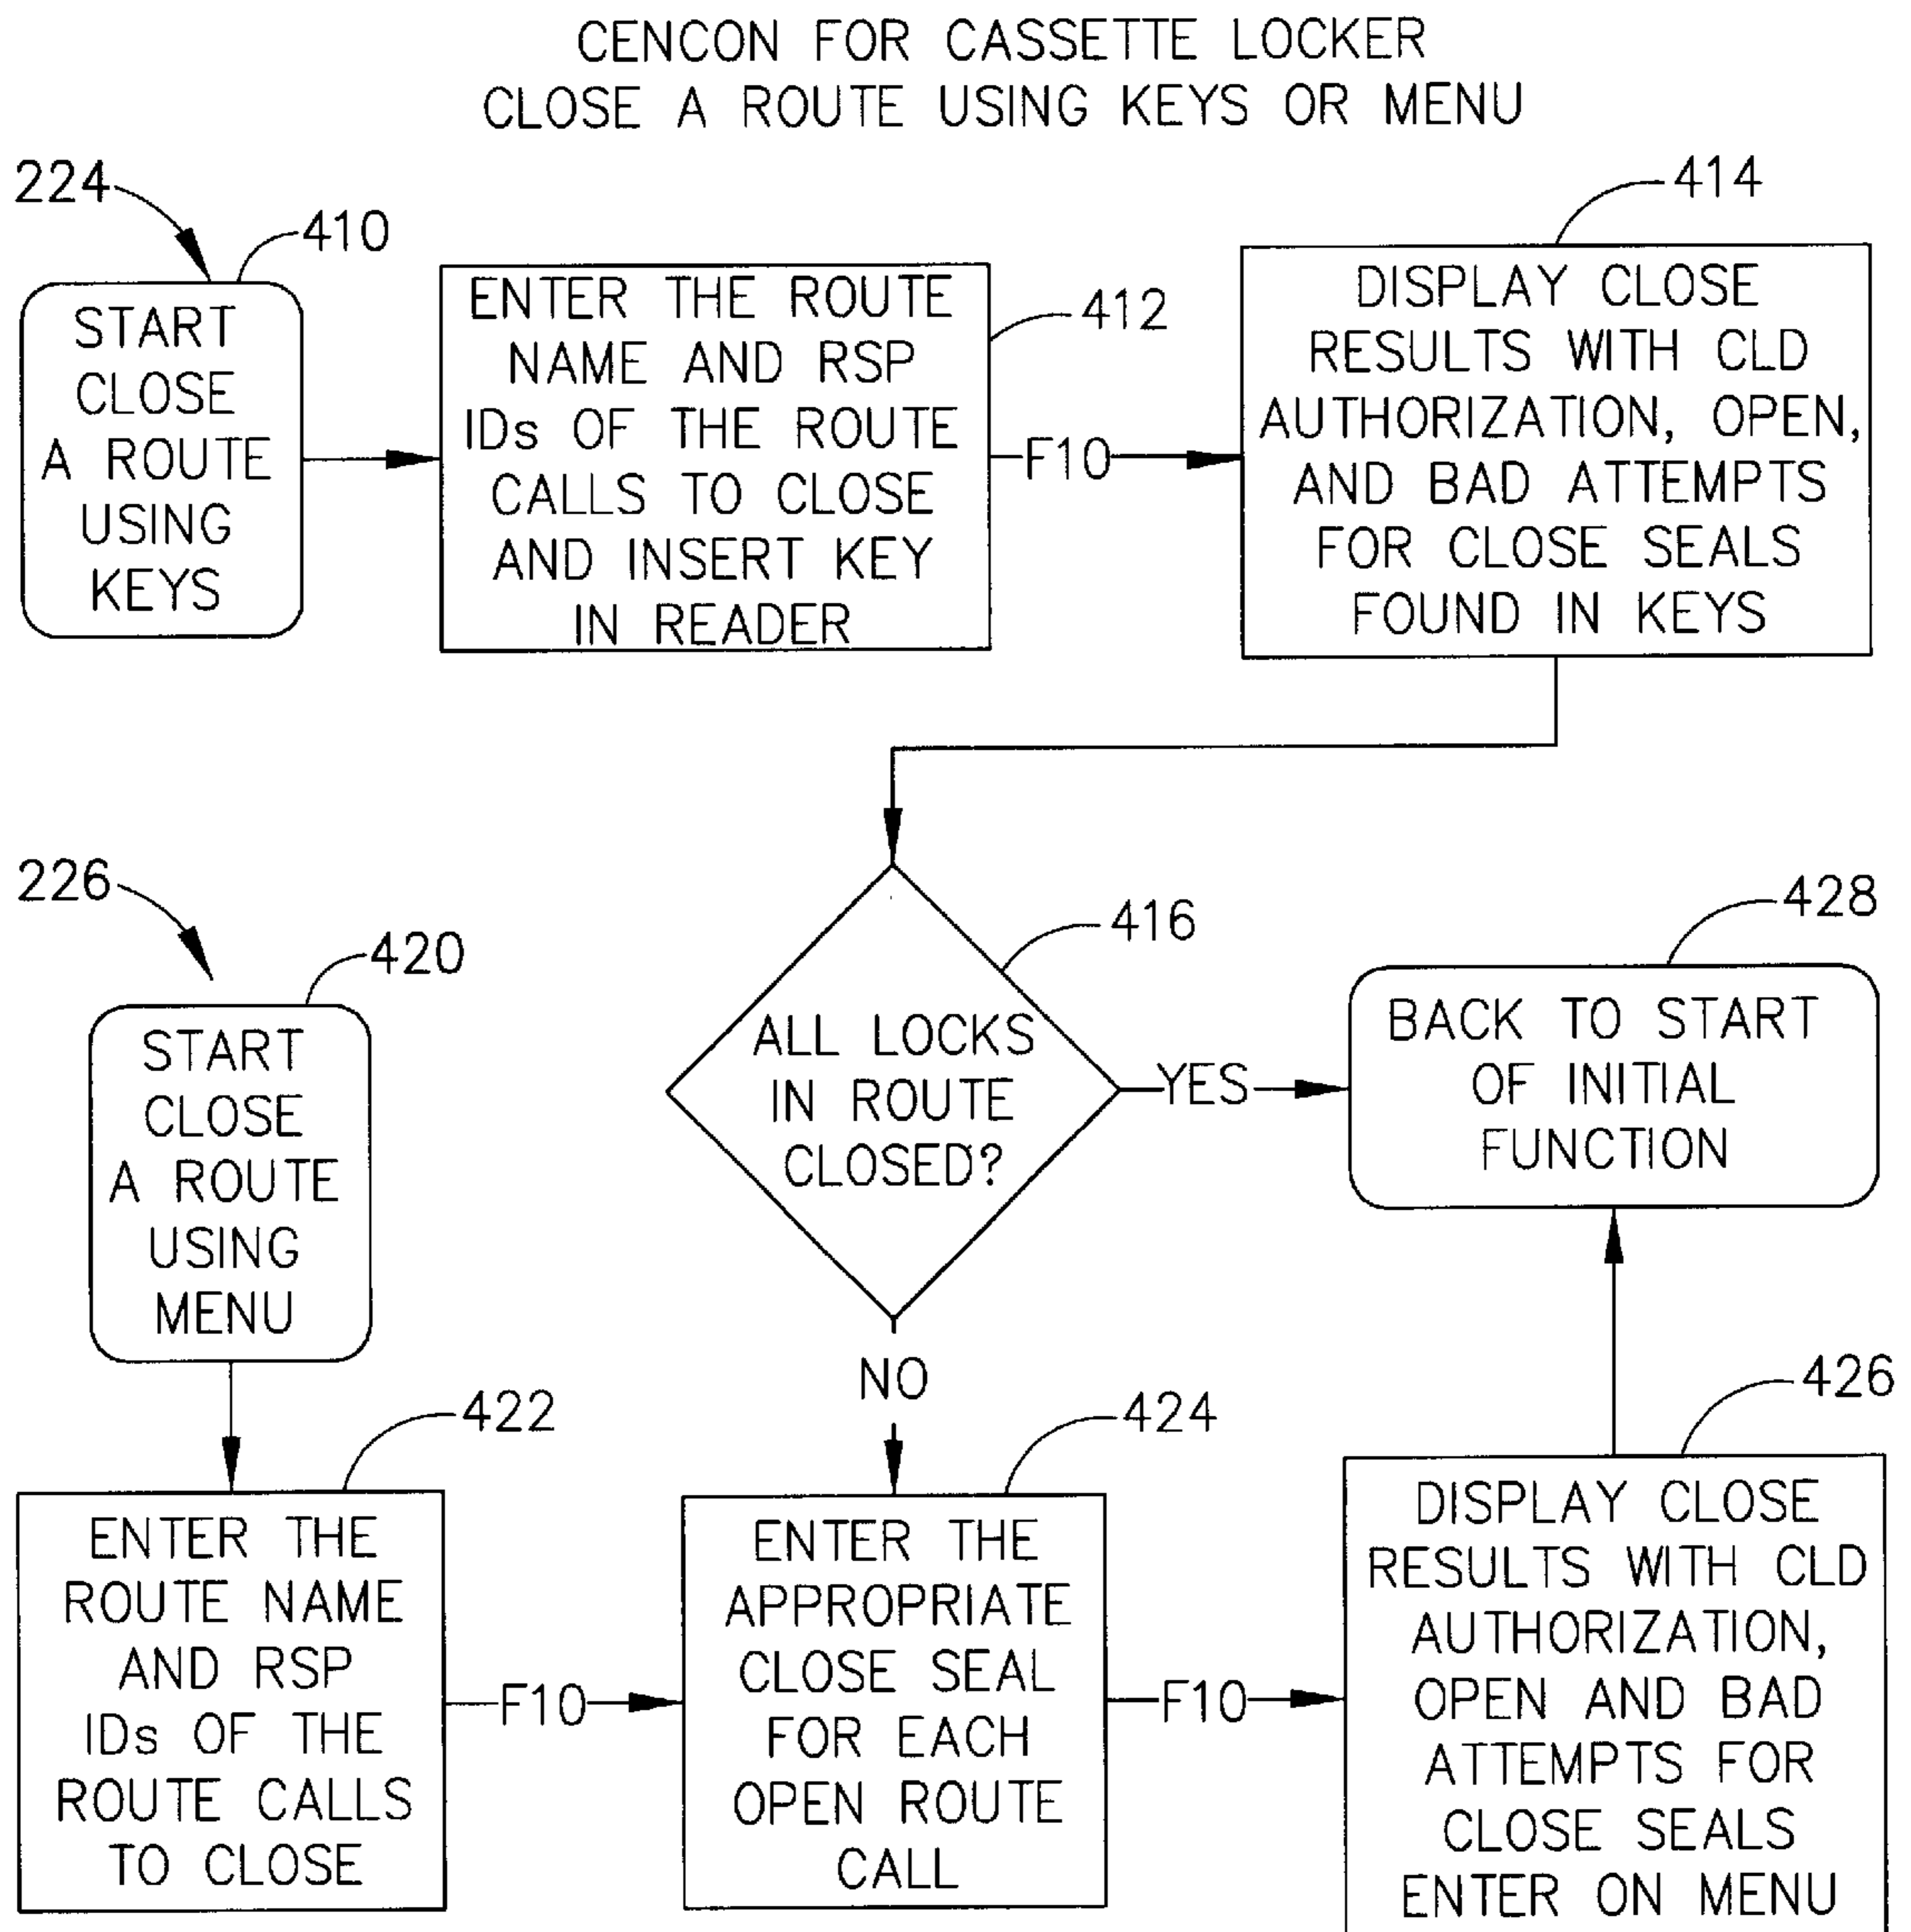 CENCON FOR CASSETTE LOCKER
CLOSE A ROUTE USING KEYS OR MENU
224
410
START
CLOSE
A ROUTE
USING
KEYS
412
ENTER THE ROUTE
NAME AND RSP
IDs OF THE ROUTE
CALLS TO CLOSE
AND INSERT KEY
IN READER
F10
414
DISPLAY CLOSE
RESULTS WITH CLD
AUTHORIZATION, OPEN,
AND BAD ATTEMPTS
FOR CLOSE SEALS
FOUND IN KEYS
416
ALL LOCKS
IN ROUTE
CLOSED?
YES
428
BACK TO START
OF INITIAL
FUNCTION
NO
226
420
START
CLOSE
A ROUTE
USING
MENU
422
ENTER THE
ROUTE NAME
AND RSP
IDs OF THE
ROUTE CALLS
TO CLOSE
F10
424
ENTER THE
APPROPRIATE
CLOSE SEAL
FOR EACH
OPEN ROUTE
CALL
F10
426
DISPLAY CLOSE
RESULTS WITH CLD
AUTHORIZATION,
OPEN AND BAD
ATTEMPTS FOR
CLOSE SEALS
ENTER ON MENU